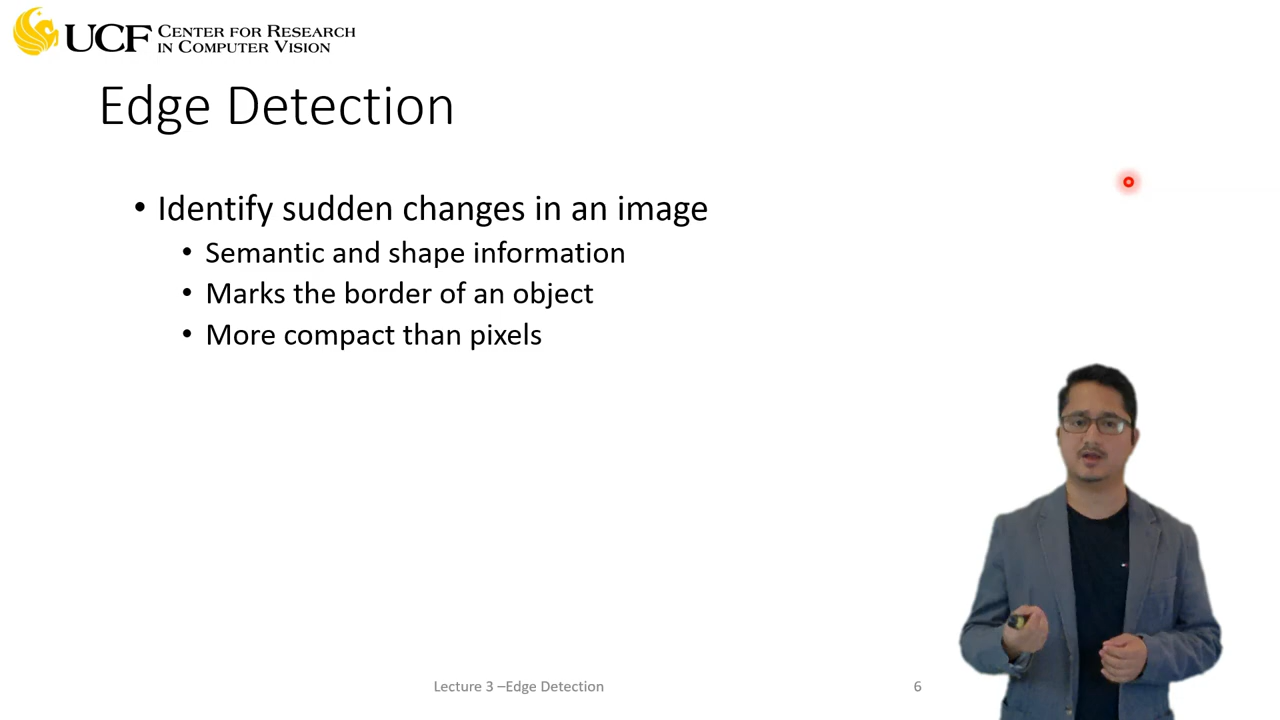 UCF CENTER FOR RESEARCH
IN COMPUTER VISION
Edge Detection
• Identify sudden changes in an image
• Semantic and shape information
• Marks the border of an object
• More compact than pixels
Lecture 3 –Edge Detection
6